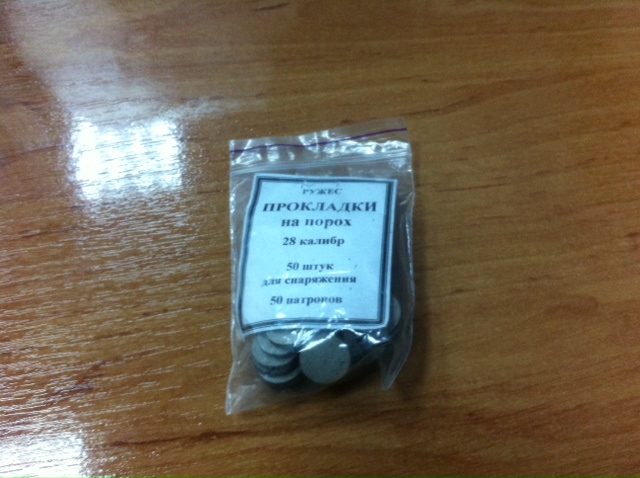 РУЖЕС
ПРОКЛАДКИ
на порох
28 калибр
50 штук
для снаряжения
50 патронов